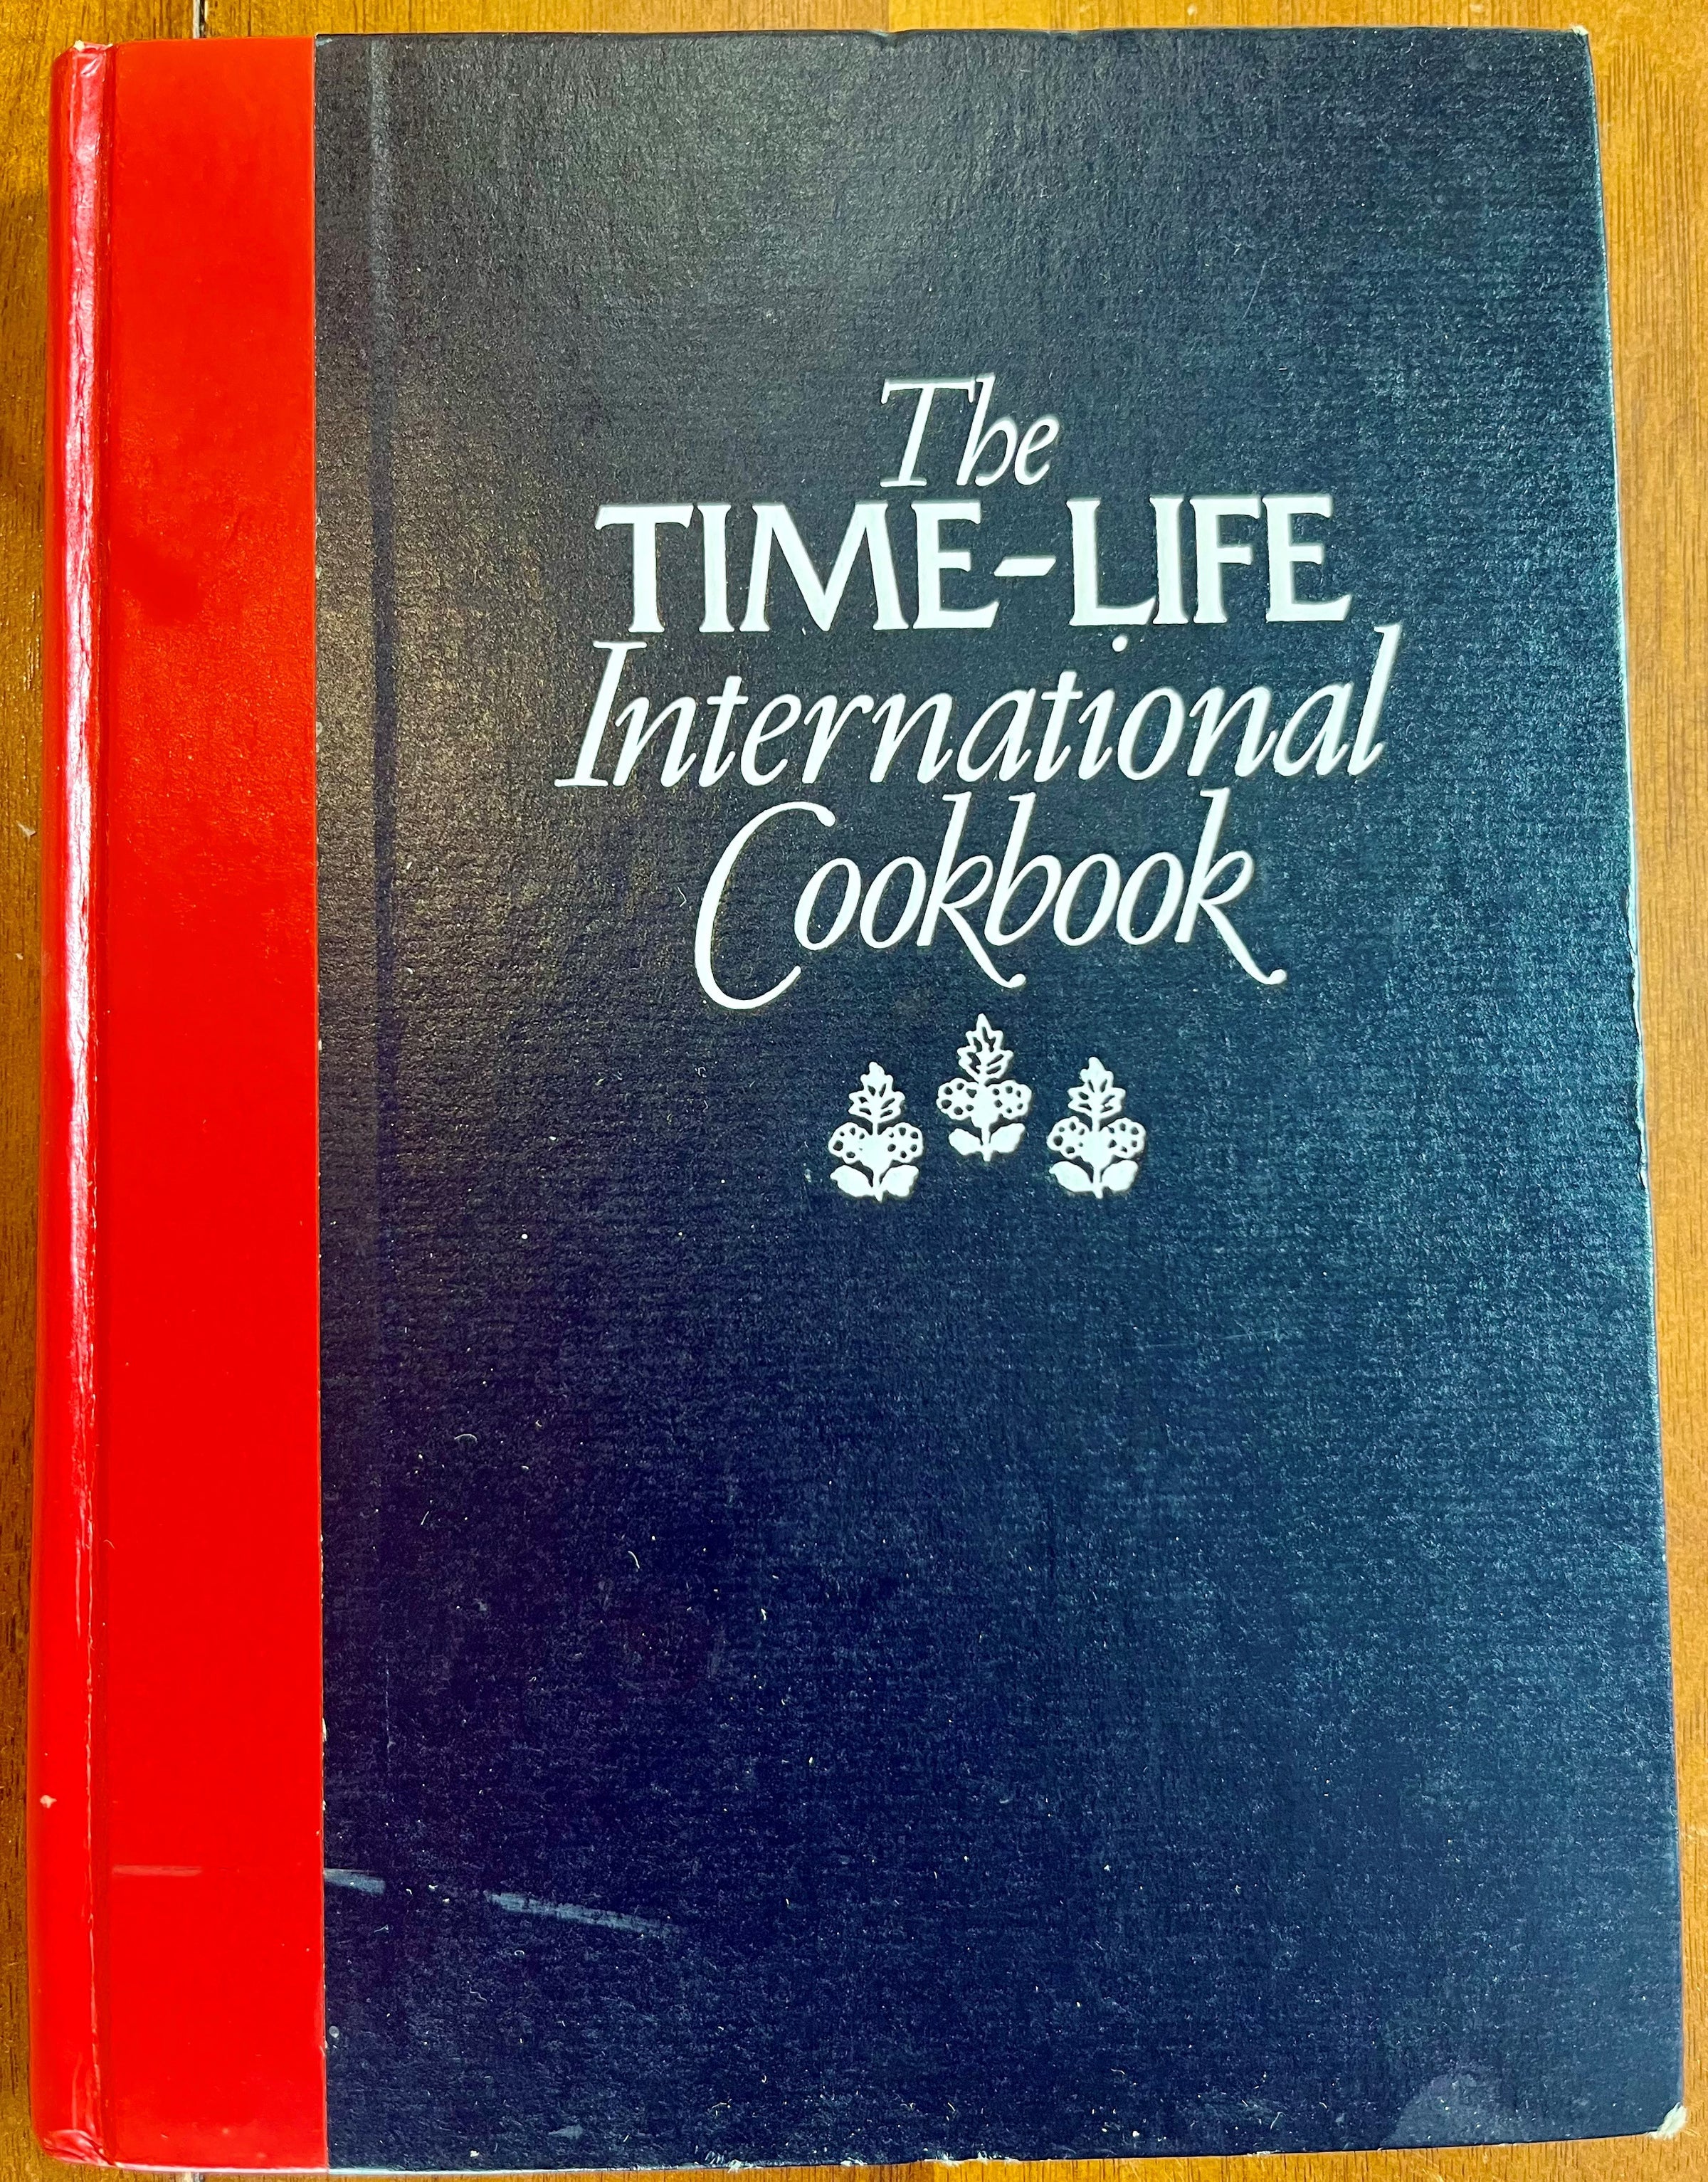 The
TIME-LIFE
International
Cookbook